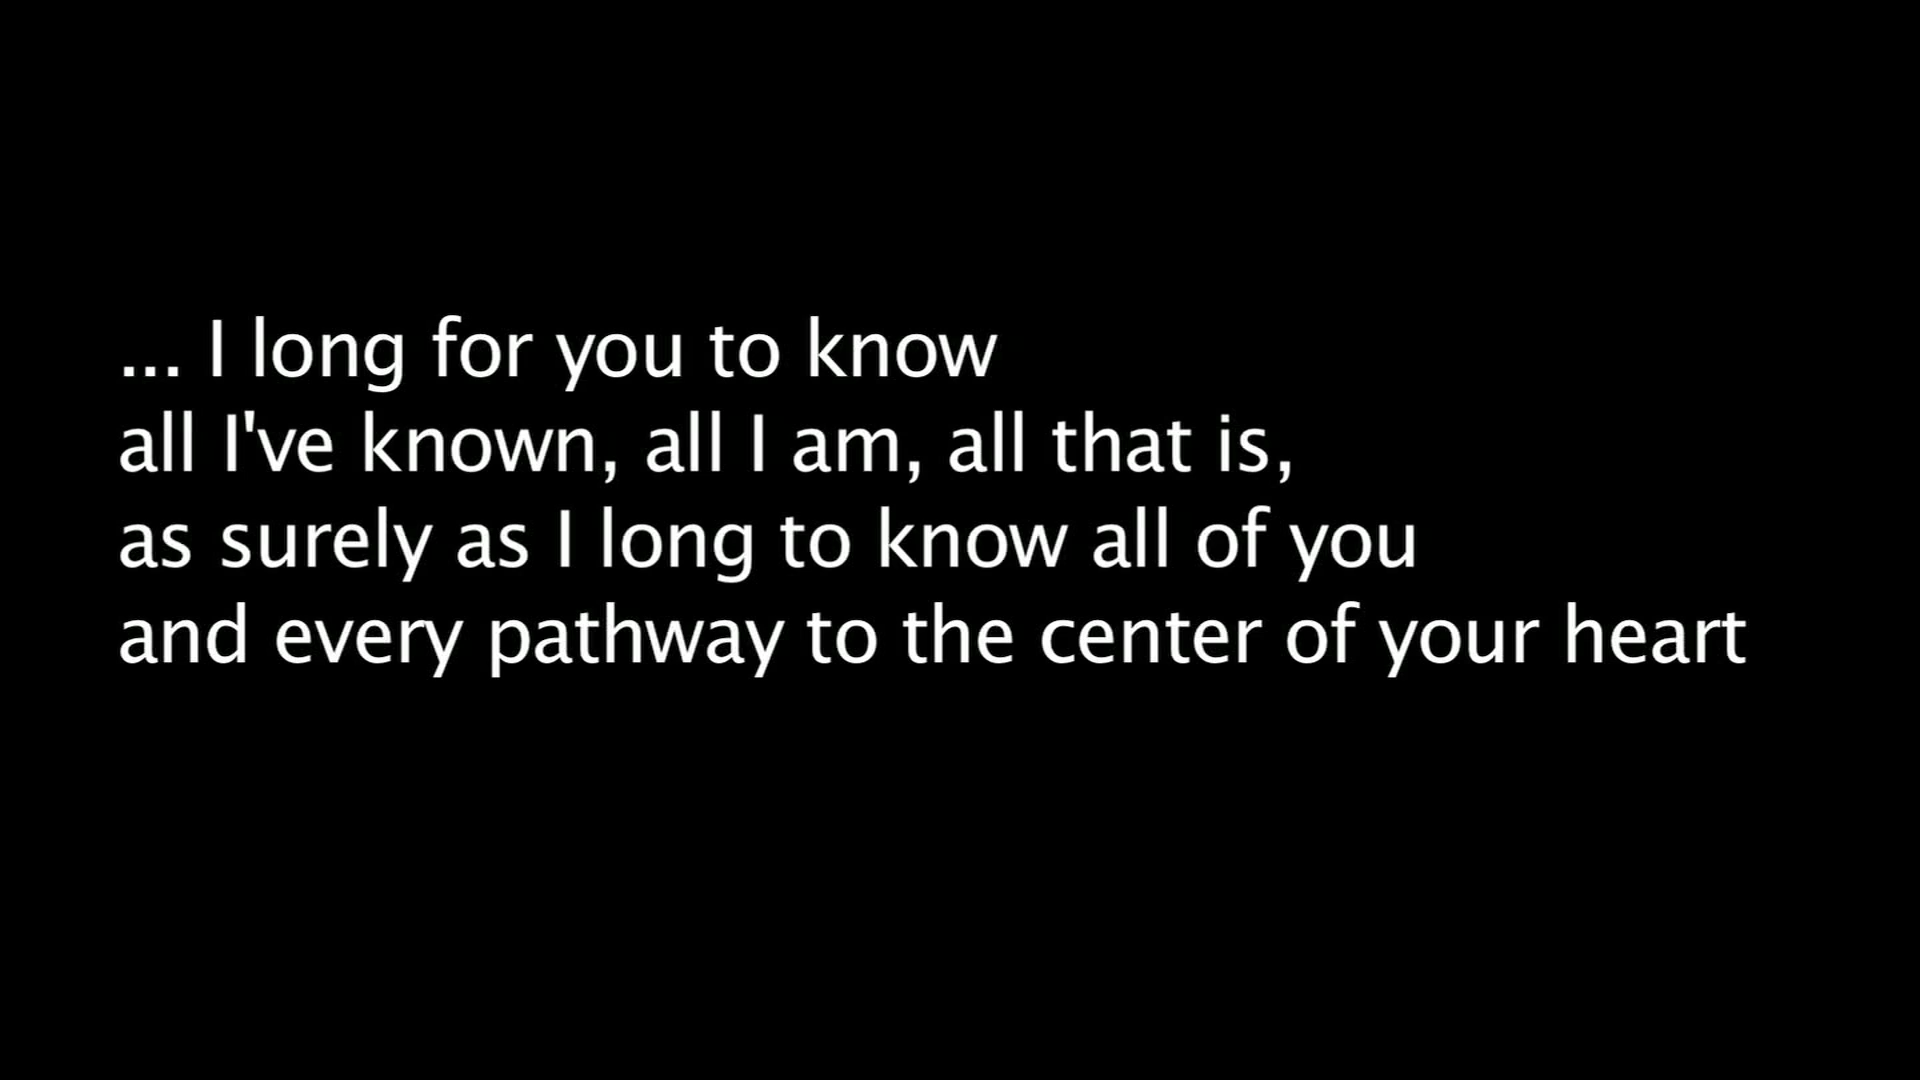 ... I long for you to know
all I've known, all I am, all that is,
as surely as I long to know all of you
and every pathway to the center of your heart